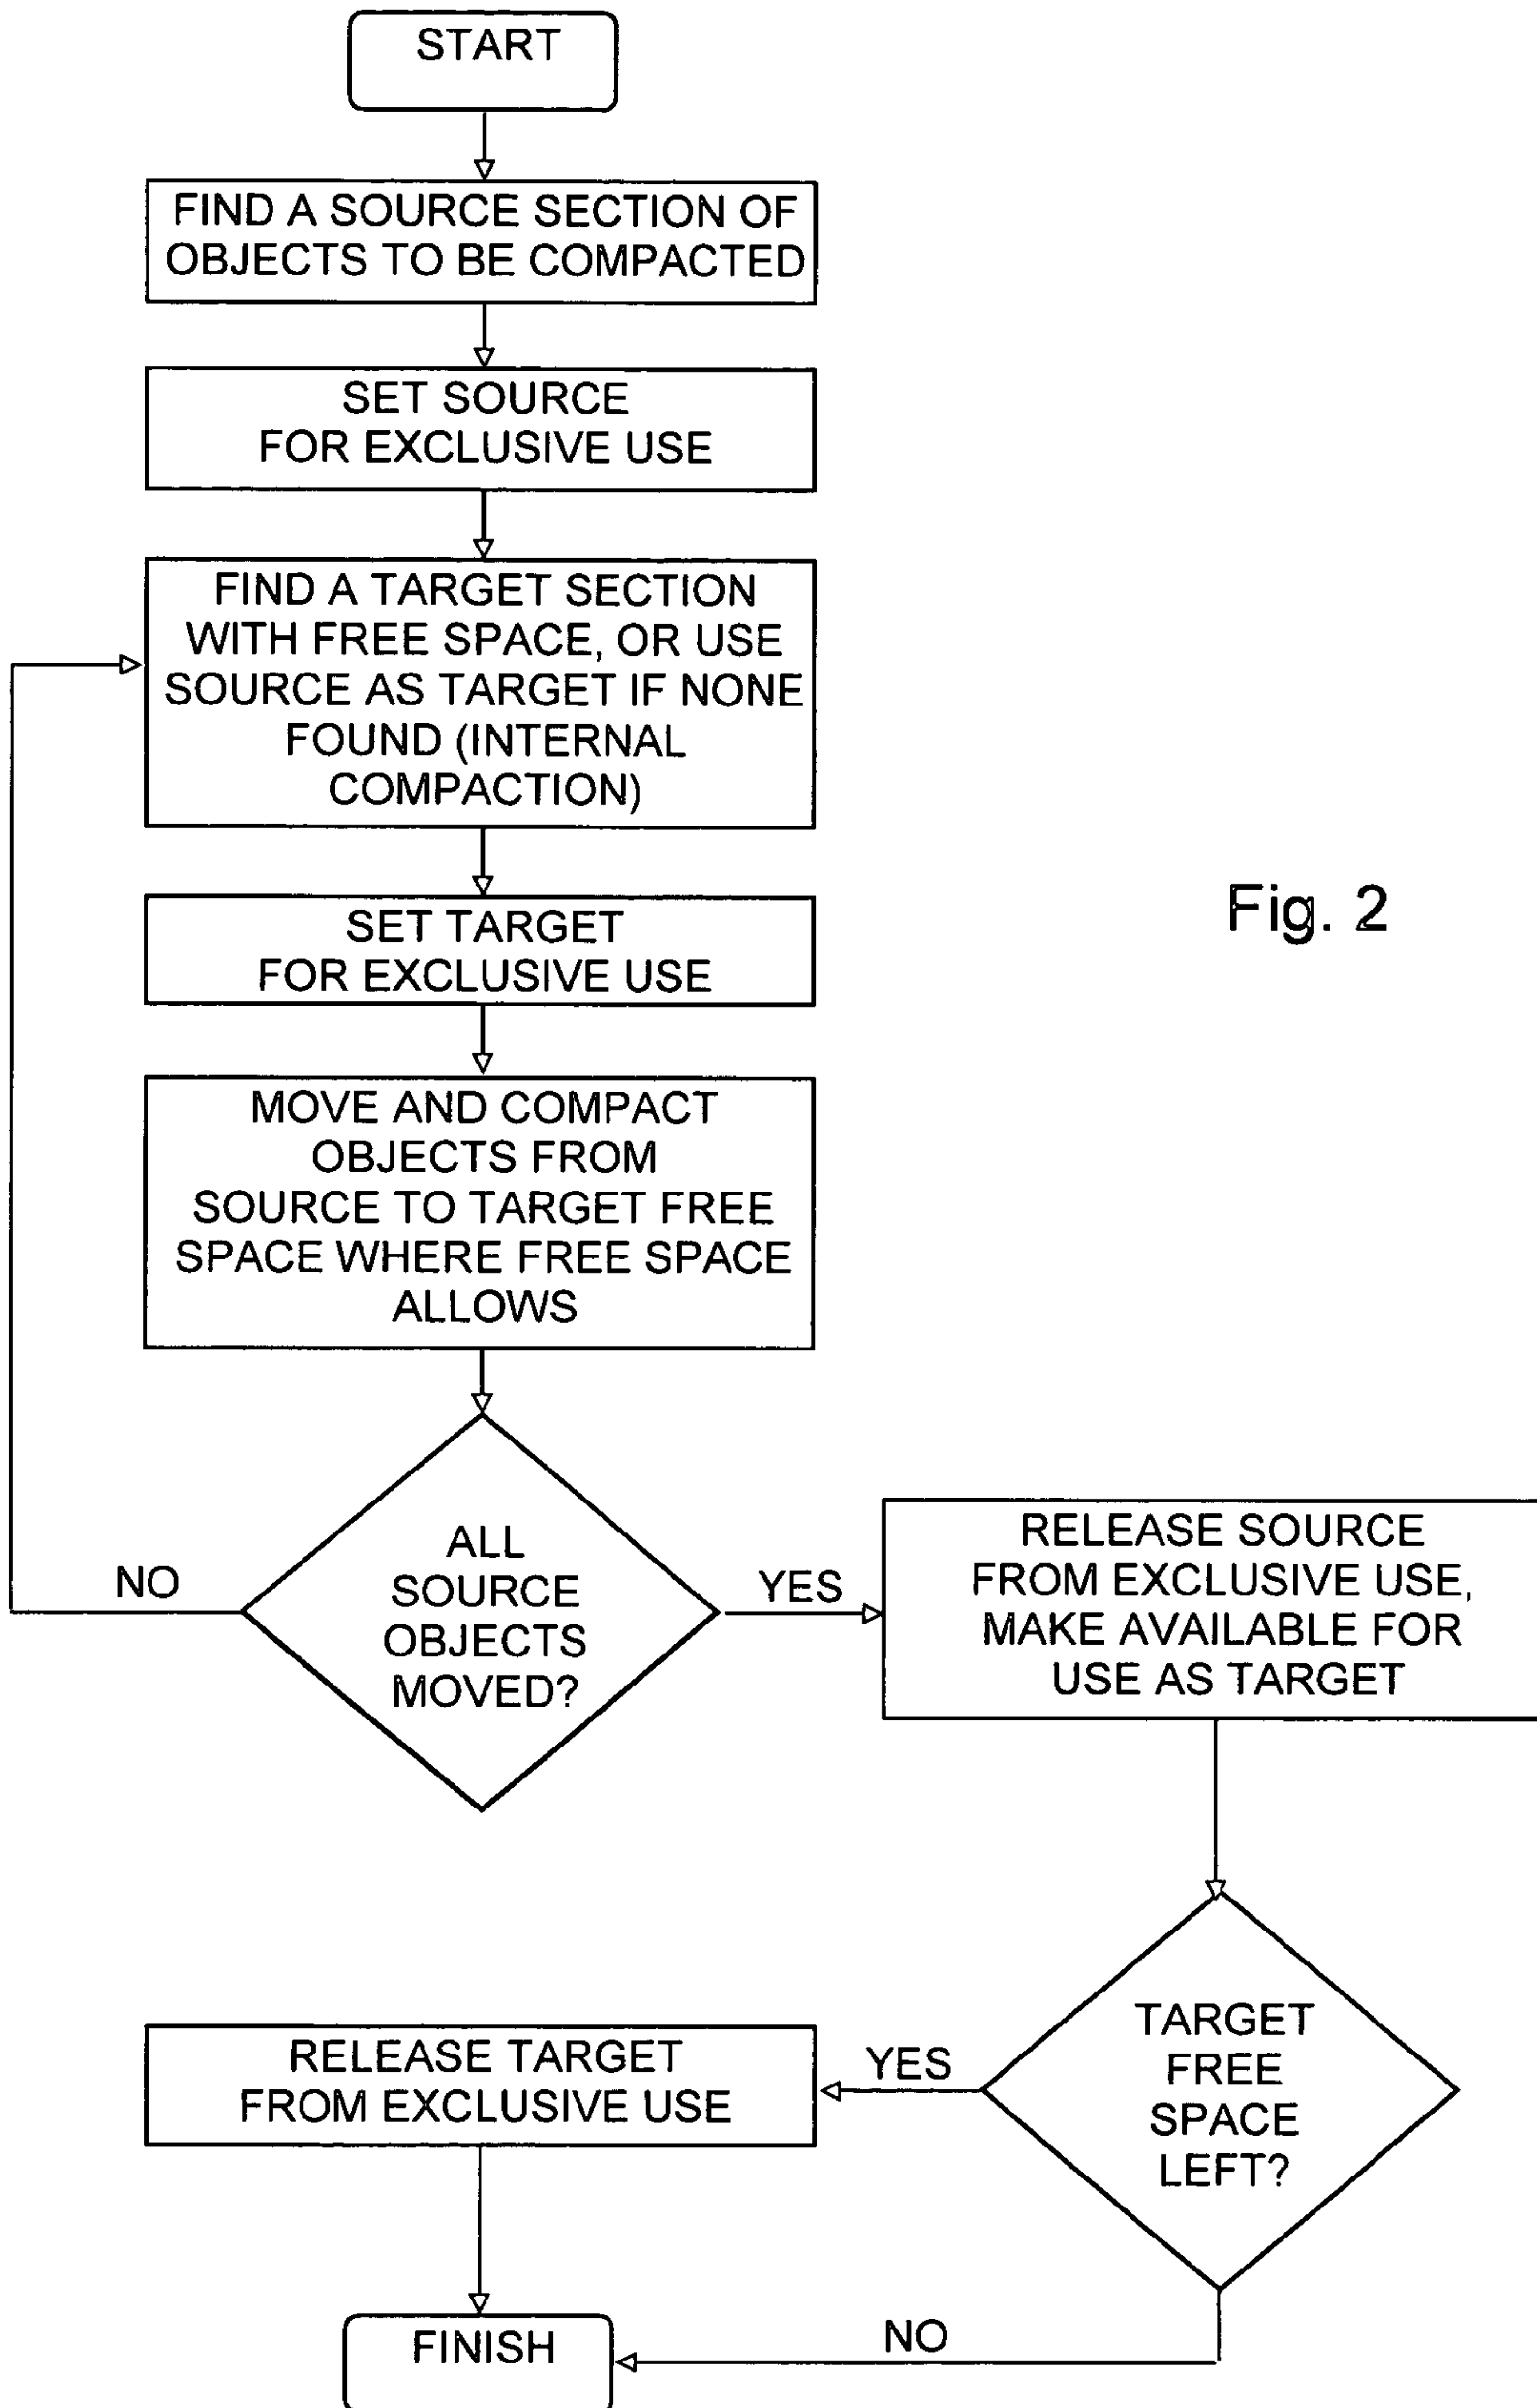 START
FIND A SOURCE SECTION OF
OBJECTS TO BE COMPACTED
SET SOURCE
FOR EXCLUSIVE USE
FIND A TARGET SECTION
WITH FREE SPACE, OR USE
SOURCE AS TARGET IF NONE
FOUND (INTERNAL
COMPACTION)
SET TARGET
FOR EXCLUSIVE USE
Fig. 2
MOVE AND COMPACT
OBJECTS FROM
SOURCE TO TARGET FREE
SPACE WHERE FREE SPACE
ALLOWS
ALL
SOURCE
OBJECTS
MOVED?
NO
YES
RELEASE SOURCE
FROM EXCLUSIVE USE,
MAKE AVAILABLE FOR
USE AS TARGET
TARGET
FREE
SPACE
LEFT?
YES
RELEASE TARGET
FROM EXCLUSIVE USE
NO
FINISH